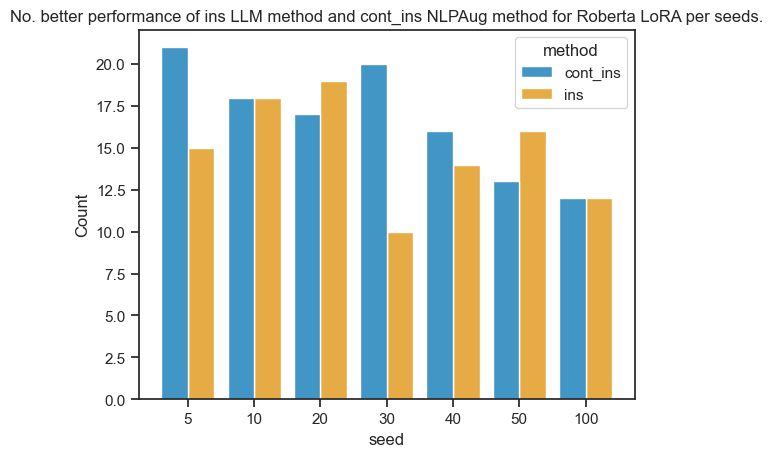 No. better performance of ins LLM method and cont_ins NLPAug method for Roberta LoRA per seeds.
method
cont_ins
ins
20.0
17.5
15.0
12.5
10.0
7.5
5.0
2.5
0.0
Count
5 10 20 30 40 50 100
seed